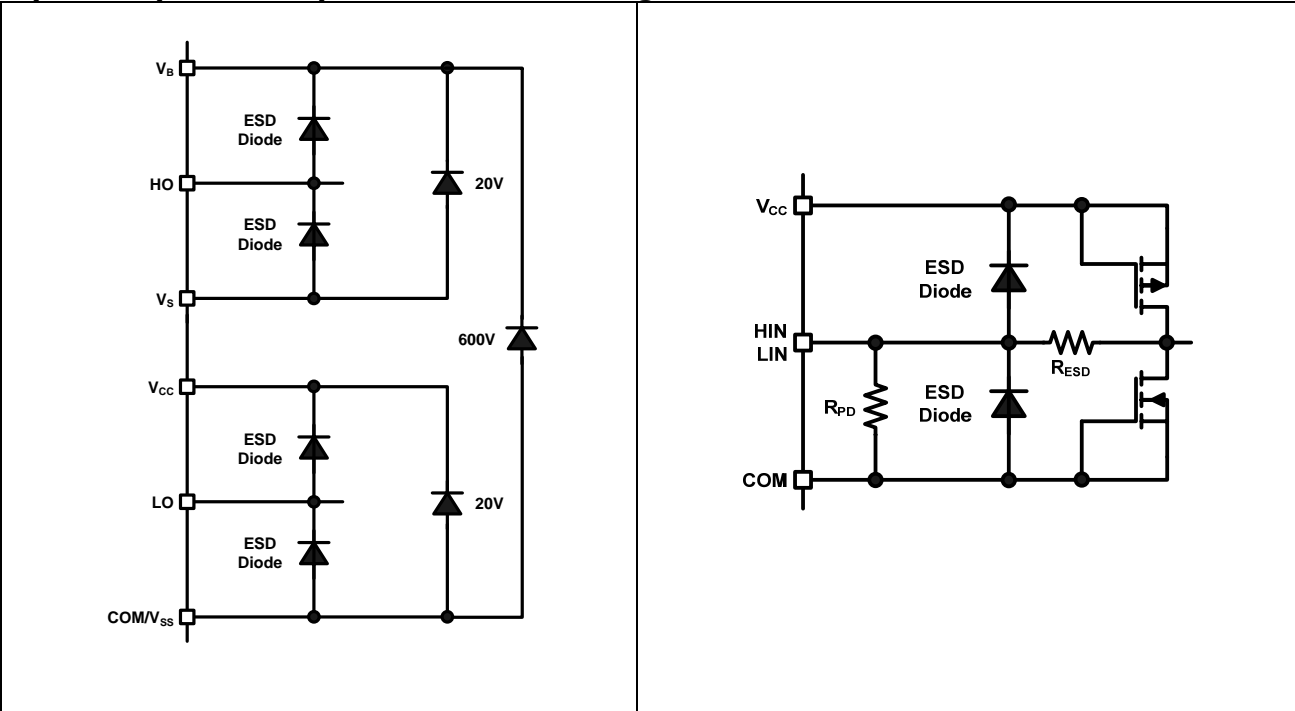 VB
ESD
Diode
HO
20V
ESD
Diode
VS
600V
VCC
ESD
Diode
LO
20V
ESD
Diode
COM/VSS
VCC
ESD
Diode
HIN
LIN
RESD
RPD
ESD
Diode
COM